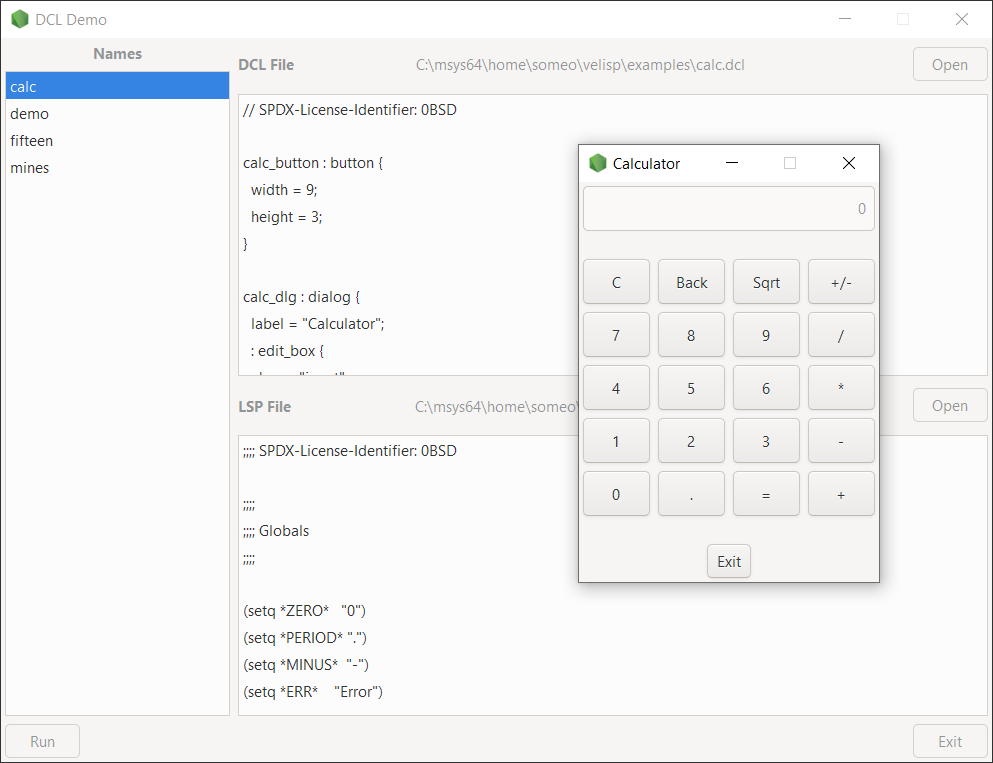 DCL Demo
Names
calc
demo
fifteen
mines
DCL File
C:\msys64\home\someo\velisp\examples\calc.dcl
Open
// SPDX-License-Identifier: 0BSD
calc_button : button {
width = 9;
height = 3;
}
calc_dlg : dialog {
label = "Calculator";
: edit_box {
LSP File
C:\msys64\home\someo\
Open
;;;; SPDX-License-Identifier: 0BSD
;;;;
;;;; Globals
;;;;
(setq *ZERO* "0")
(setq *PERIOD* ".")
(setq *MINUS* "-")
(setq *ERR* "Error")
Run
Exit
Calculator
0
C Back Sqrt +/-
7 8 9 /
4 5 6 *
1 2 3 -
0 . = +
Exit